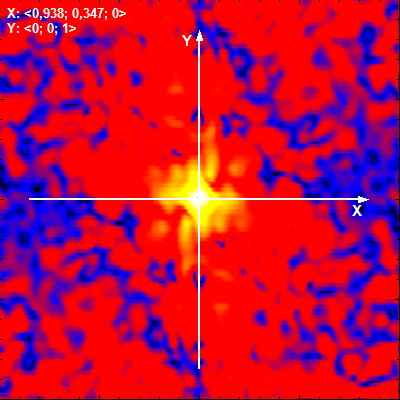 X: <0,938; 0,347; 0>
Y: <0; 0; 1>
Y
X